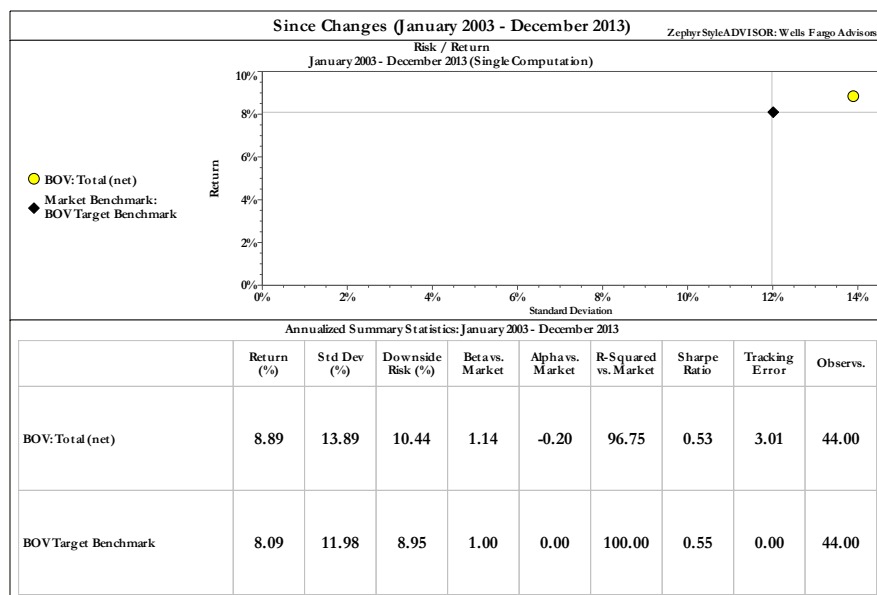 Since Changes (January 2003 - December 2013)
ZephyrStyleADVISOR: Wells Fargo Advisors
Risk / Return
January 2003 - December 2013 (Single Computation)
10%
8%
6%
4%
2%
0%
Return
0% 2% 4% 6% 8% 10% 12% 14%
Standard Deviation
BOV: Total (net)
Market Benchmark:
BOV Target Benchmark
Annualized Summary Statistics: January 2003 - December 2013
Return (%) Std Dev (%) Downside Risk (%) Beta vs. Market Alpha vs. Market R-Squared vs. Market Sharpe Ratio Tracking Error Observs.
BOV: Total (net) 8.89 13.89 10.44 1.14 -0.20 96.75 0.53 3.01 44.00
BOV Target Benchmark 8.09 11.98 8.95 1.00 0.00 100.00 0.55 0.00 44.00